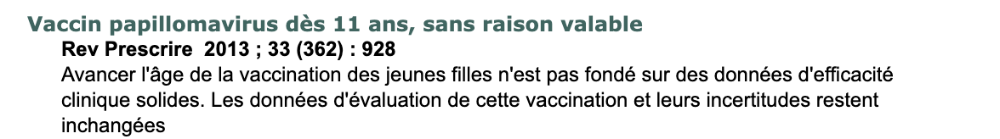 Vaccin papillomavirus dès 11 ans, sans raison valable
Rev Prescrire 2013 ; 33 (362) : 928
Avancer l'âge de la vaccination des jeunes filles n'est pas fondé sur des données d'efficacité
clinique solides. Les données d'évaluation de cette vaccination et leurs incertitudes restent
inchangées